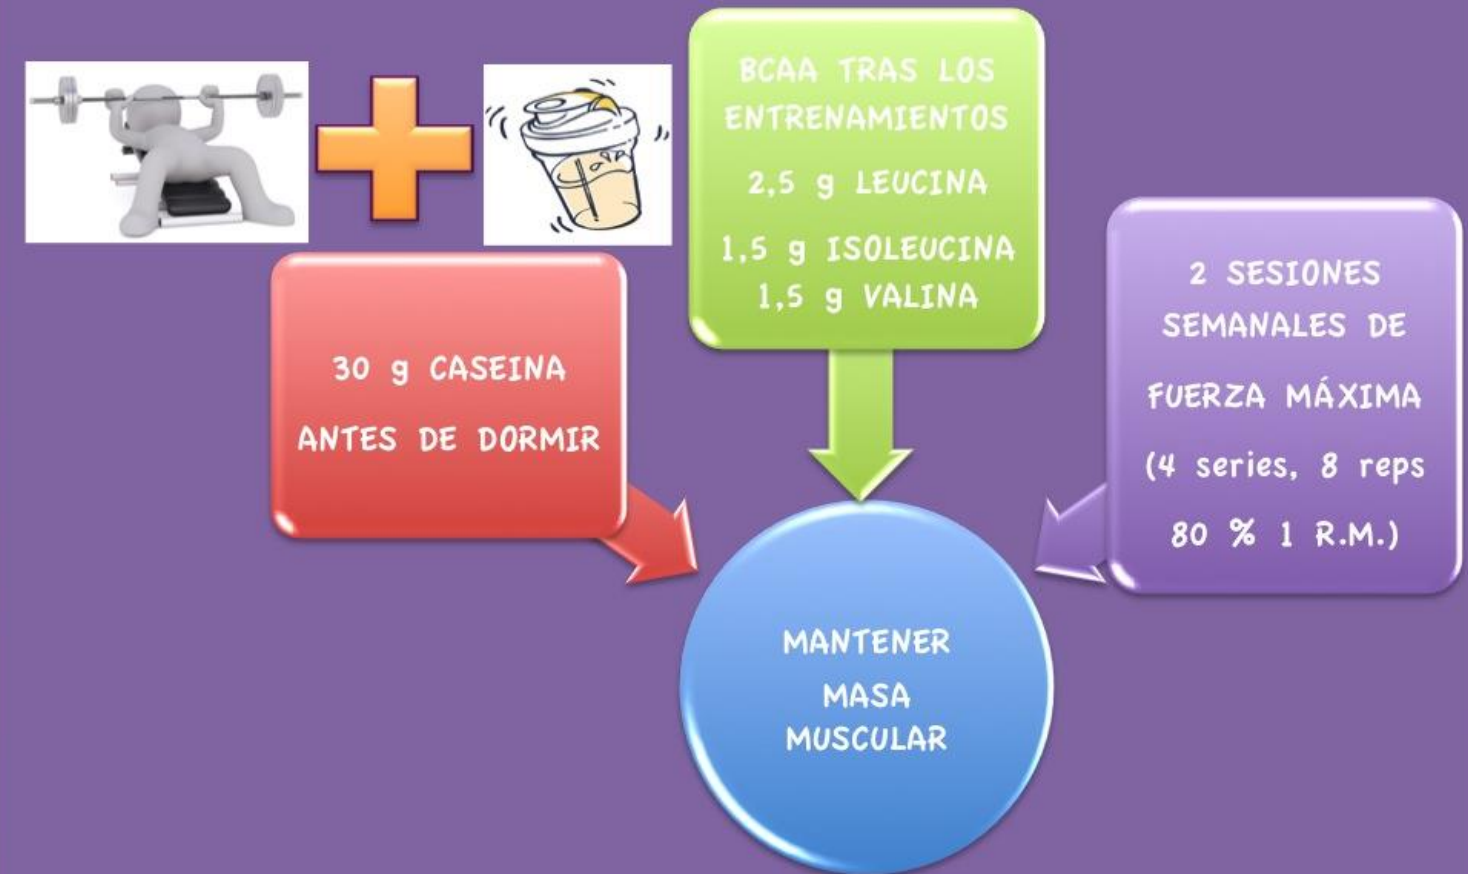 BCAA TRAS LOS
ENTRENAMIENTOS
2,5 g LEUCINA
1,5 g ISOLEUCINA
1,5 g VALINA
30 g CASEINA
ANTES DE DORMIR
2 SESIONES
SEMANALES DE
FUERZA MÁXIMA
(4 series, 8 reps
80 % 1 R.M.)
MANTENER
MASA
MUSCULAR